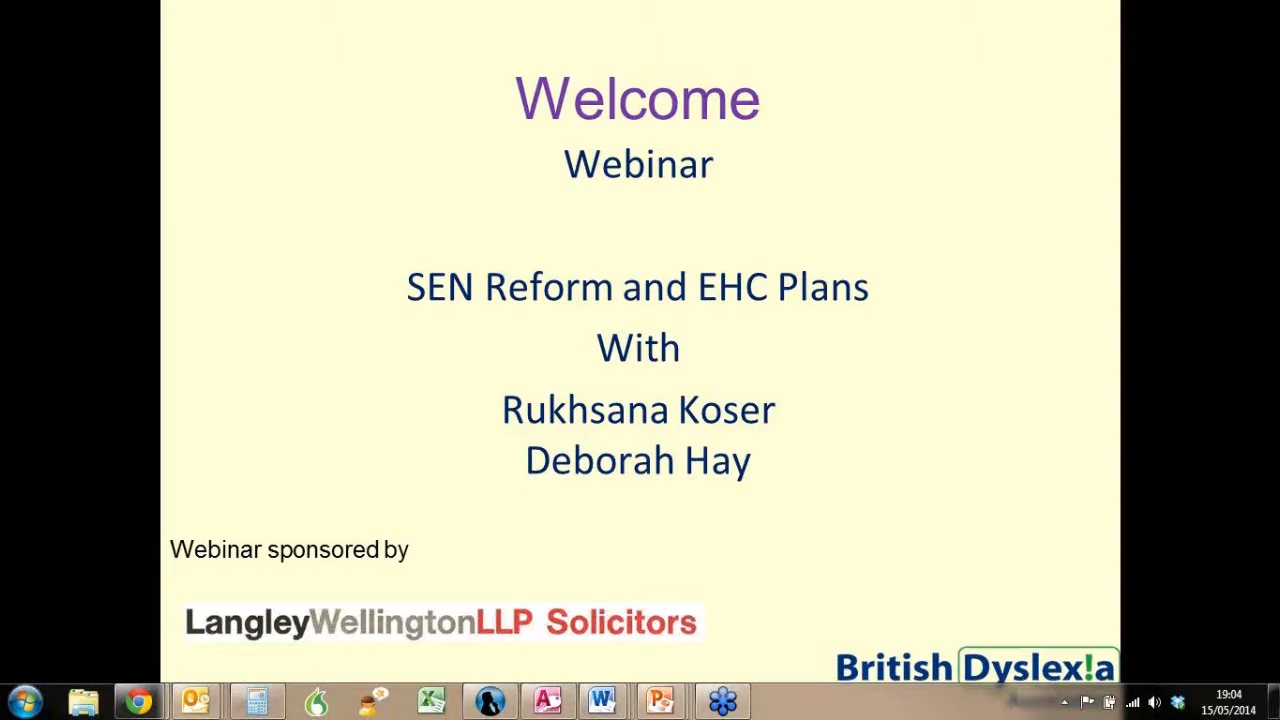 Welcome
Webinar
SEN Reform and EHC Plans
With
Rukhsana Koser
Deborah Hay
Webinar sponsored by
LangleyWellingtonLLP Solicitors
British Dyslex!a
19:04
15/05/2014